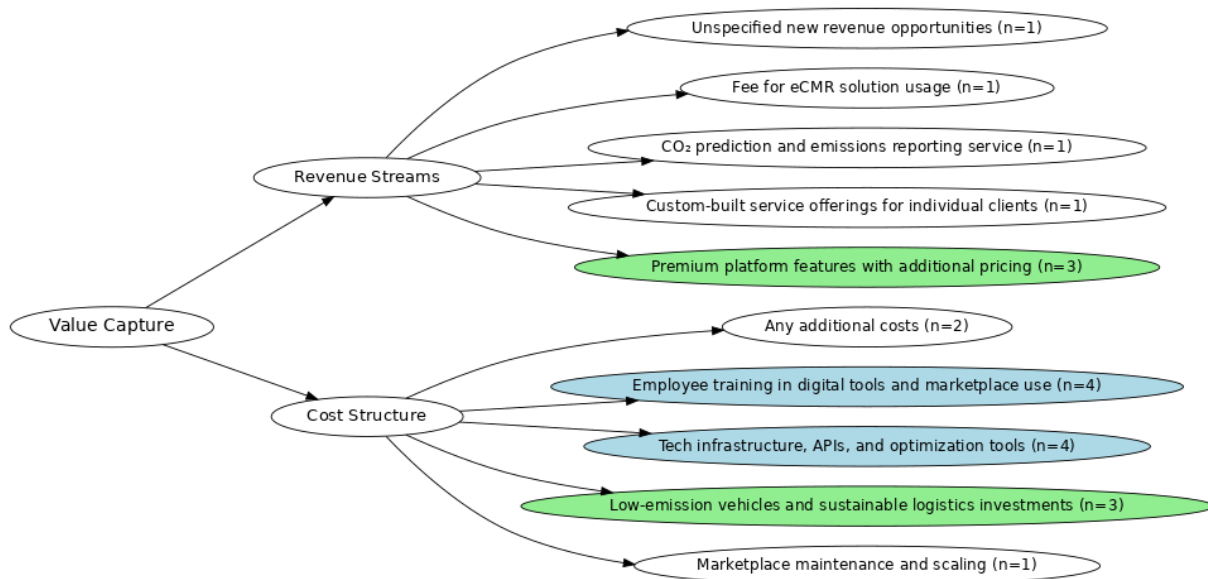 Value Capture
Revenue Streams
Unspecified new revenue opportunities (n=1)
Fee for eCMR solution usage (n=1)
CO₂ prediction and emissions reporting service (n=1)
Custom-built service offerings for individual clients (n=1)
Premium platform features with additional pricing (n=3)
Cost Structure
Any additional costs (n=2)
Employee training in digital tools and marketplace use (n=4)
Tech infrastructure, APIs, and optimization tools (n=4)
Low-emission vehicles and sustainable logistics investments (n=3)
Marketplace maintenance and scaling (n=1)